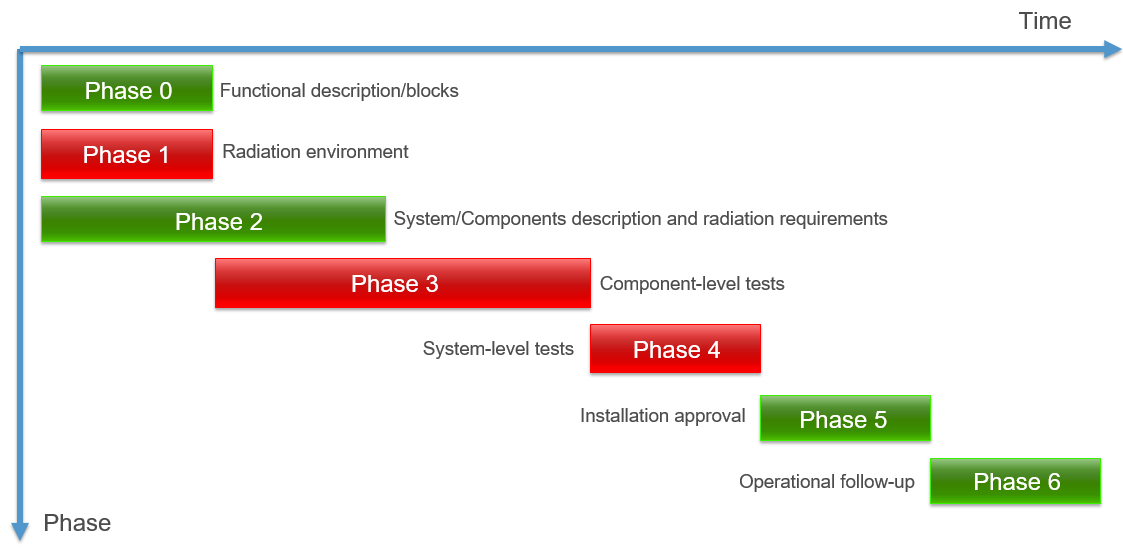 Time
Phase 0 Functional description/blocks
Phase 1 Radiation environment
Phase 2 System/Components description and radiation requirements
Phase 3 Component-level tests
System-level tests Phase 4
Installation approval Phase 5
Operational follow-up Phase 6
Phase